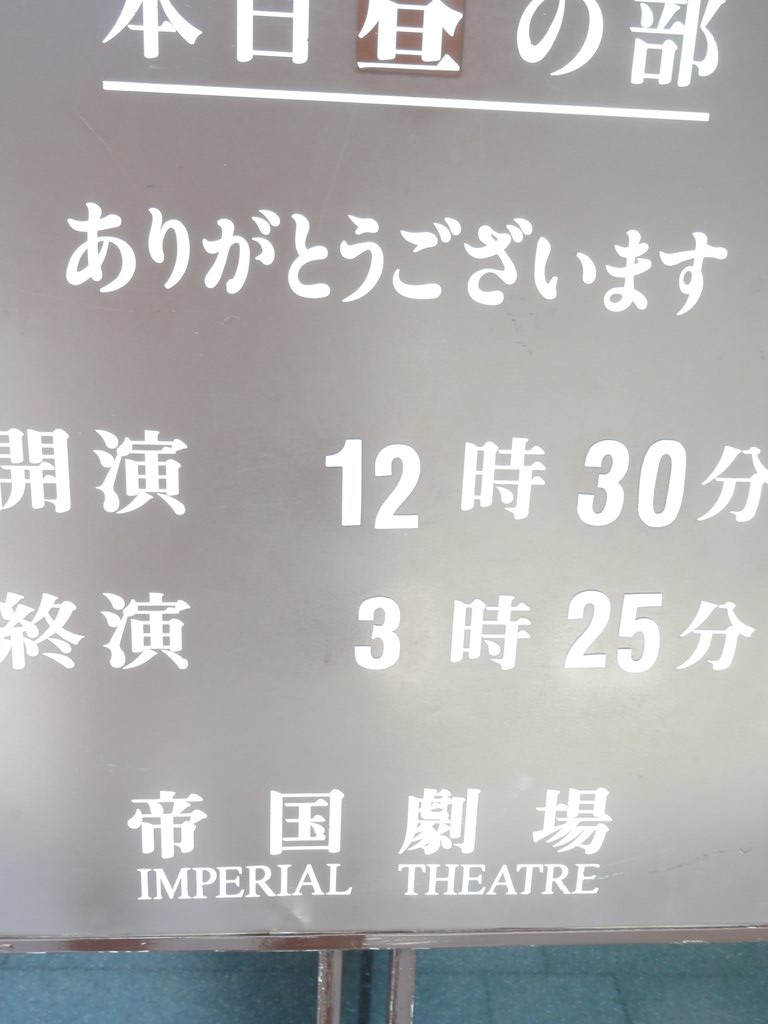 本日昼の部
ありがとうございます
開演 12時30分
終演 3時25分
帝国劇場
IMPERIAL THEATRE